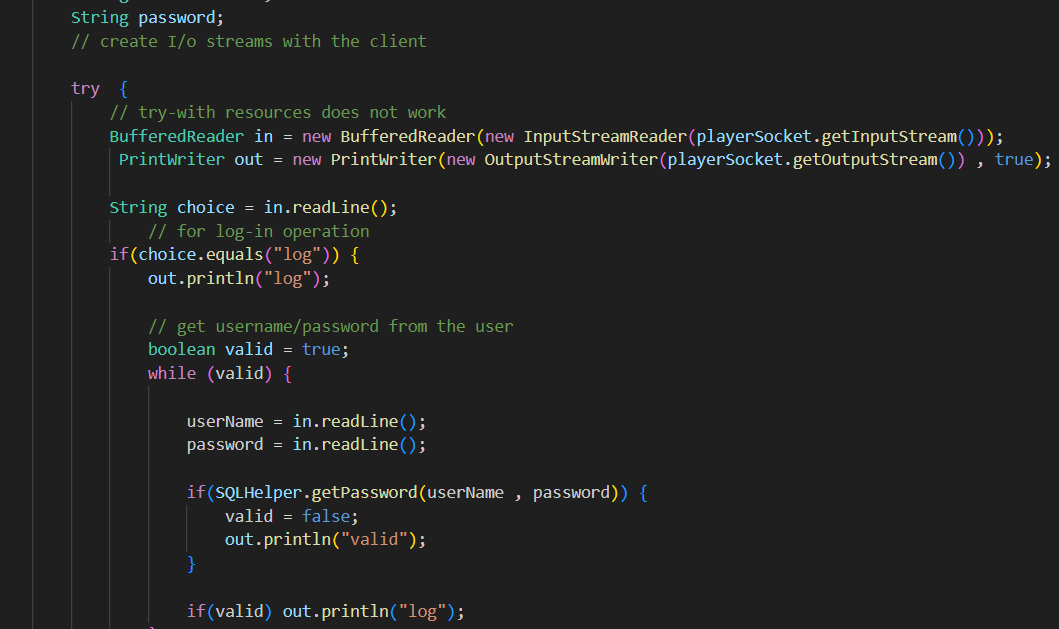 String password;
// create I/o streams with the client
try  {
// try-with resources does not work
BufferedReader in = new BufferedReader(new InputStreamReader(playerSocket.getInputStream()));
PrintWriter out = new PrintWriter(new OutputStreamWriter(playerSocket.getOutputStream()) , true);
String choice = in.readLine();
// for log-in operation
if(choice.equals("log")) {
out.println("log");
// get username/password from the user
boolean valid = true;
while (valid) {
userName = in.readLine();
password = in.readLine();
if(SQLHelper.getPassword(userName , password)) {
valid = false;
out.println("valid");
}
if(valid) out.println("log");